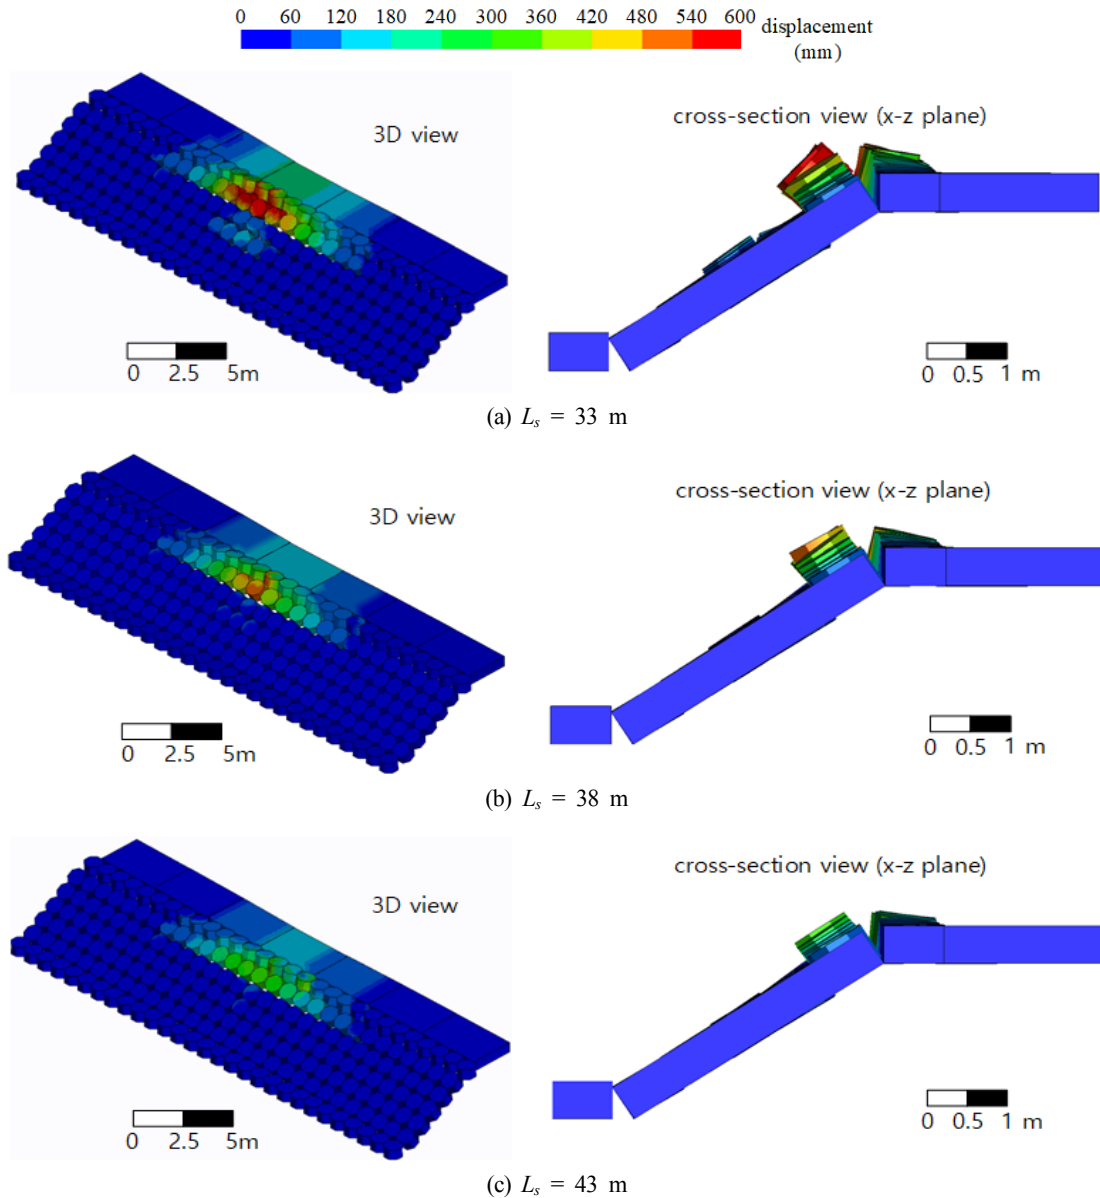 0 60 120 180 240 300 360 420 480 540 600 displacement
(mm)
3D view
cross-section view (x-z plane)
0 2.5 5m
0 0.5 1 m
(a) Ls = 33 m
3D view
cross-section view (x-z plane)
0 2.5 5m
0 0.5 1 m
(b) Ls = 38 m
3D view
cross-section view (x-z plane)
0 2.5 5m
0 0.5 1 m
(c) Ls = 43 m